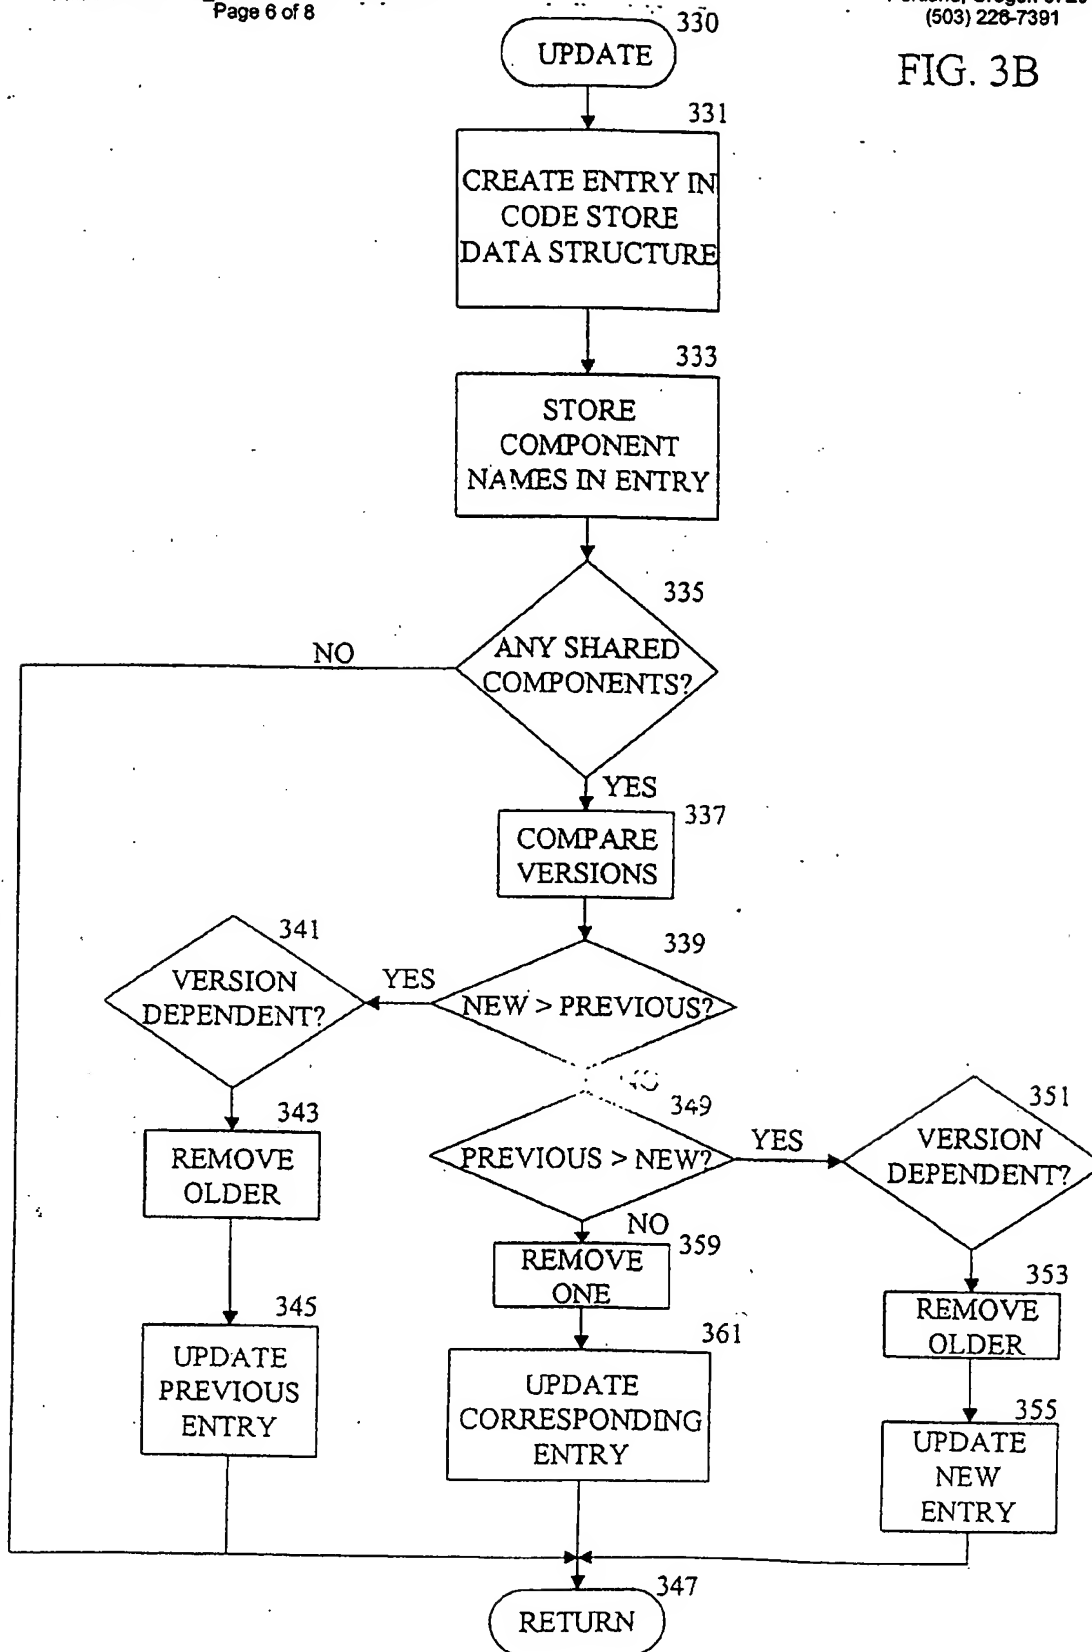 Page 6 of 8
(503) 226-7391
FIG. 3B
330
UPDATE
331
CREATE ENTRY IN
CODE STORE
DATA STRUCTURE
333
STORE
COMPONENT
NAMES IN ENTRY
335
ANY SHARED
COMPONENTS?
NO
YES
337
COMPARE
VERSIONS
339
NEW > PREVIOUS?
YES
341
VERSION
DEPENDENT?
343
REMOVE
OLDER
345
UPDATE
PREVIOUS
ENTRY
349
PREVIOUS > NEW?
YES
351
VERSION
DEPENDENT?
NO
359
REMOVE
ONE
361
UPDATE
CORRESPONDING
ENTRY
353
REMOVE
OLDER
355
UPDATE
NEW
ENTRY
347
RETURN